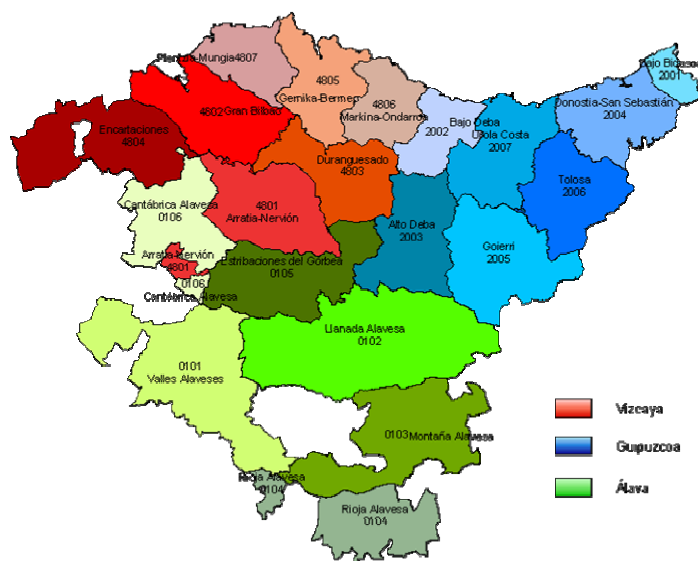 Plentzia-Mungia4807
Bajo Bidasoa
2001
4805
Gernika-Bermeo
4806
Markina-Ondarroa
4802 Gran Bilbao
Donostia-San Sebastián
2004
Bajo Deba
2002
Urola Costa
2007
Encartaciones
4804
Duranguesado
4803
Tolosa
2006
Cantábrica Alavesa
0106
4801
Arratia-Nervión
Alto Deba
2003
Goierri
2005
Arratia-Nervión
4801
Estribaciones del Gorbea
0105
0106
Cantábrica Alavesa
Llanada Alavesa
0102
0101
Valles Alaveses
Vizcaya
0103 Montaña Alavesa
Guipuzcoa
Rioja Alavesa
0104
Álava
Rioja Alavesa
0104